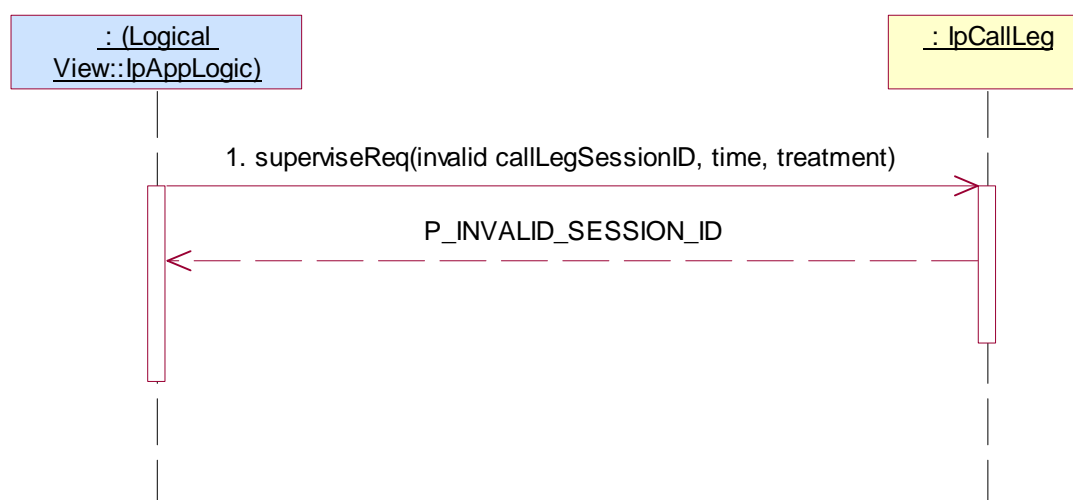 : (Logical
View::IpAppLogic)
: IpCallLeg
1. superviseReq(invalid callLegSessionID, time, treatment)
P_INVALID_SESSION_ID